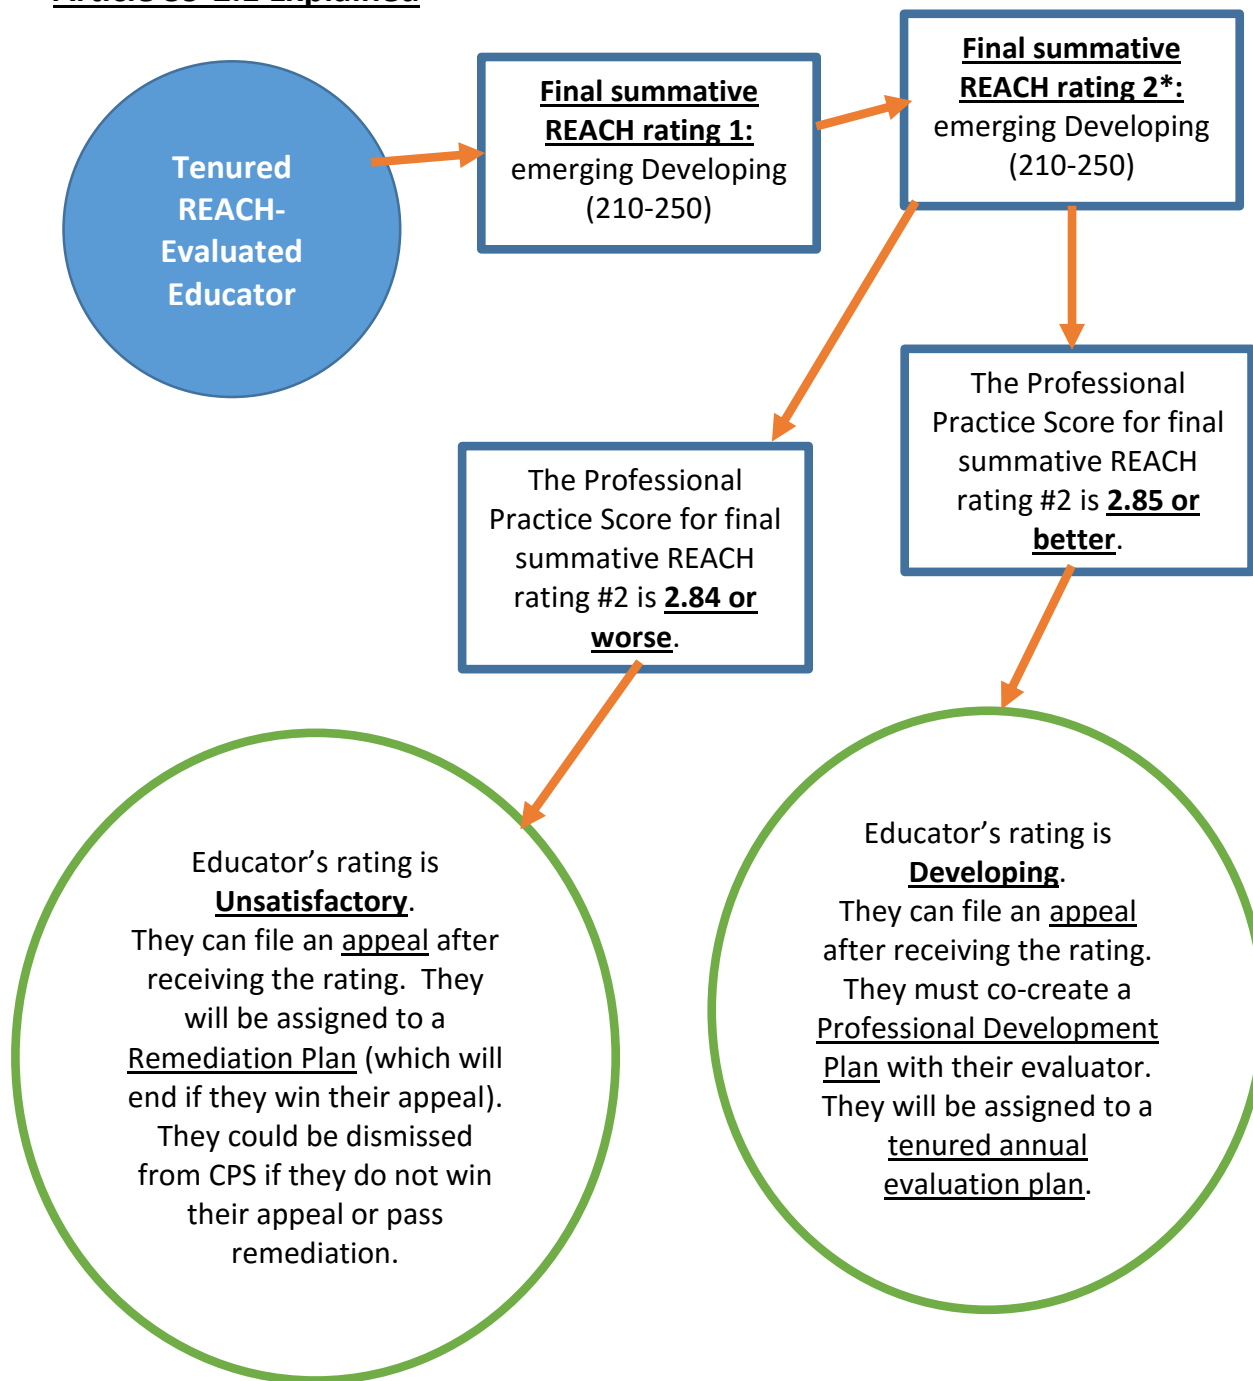 Explained
Tenured
REACH-
Evaluated
Educator
Final summative
REACH rating 1:
emerging Developing
(210-250)
Final summative
REACH rating 2*:
emerging Developing
(210-250)
The Professional
Practice Score for final
summative REACH
rating #2 is 2.84 or
worse.
The Professional
Practice Score for final
summative REACH
rating #2 is 2.85 or
better.
Educator’s rating is
Unsatisfactory.
They can file an appeal after
receiving the rating. They
will be assigned to a
Remediation Plan (which will
end if they win their appeal).
They could be dismissed
from CPS if they do not win
their appeal or pass
remediation.
Educator’s rating is
Developing.
They can file an appeal
after receiving the rating.
They must co-create a
Professional Development
Plan with their evaluator.
They will be assigned to a
tenured annual
evaluation plan.